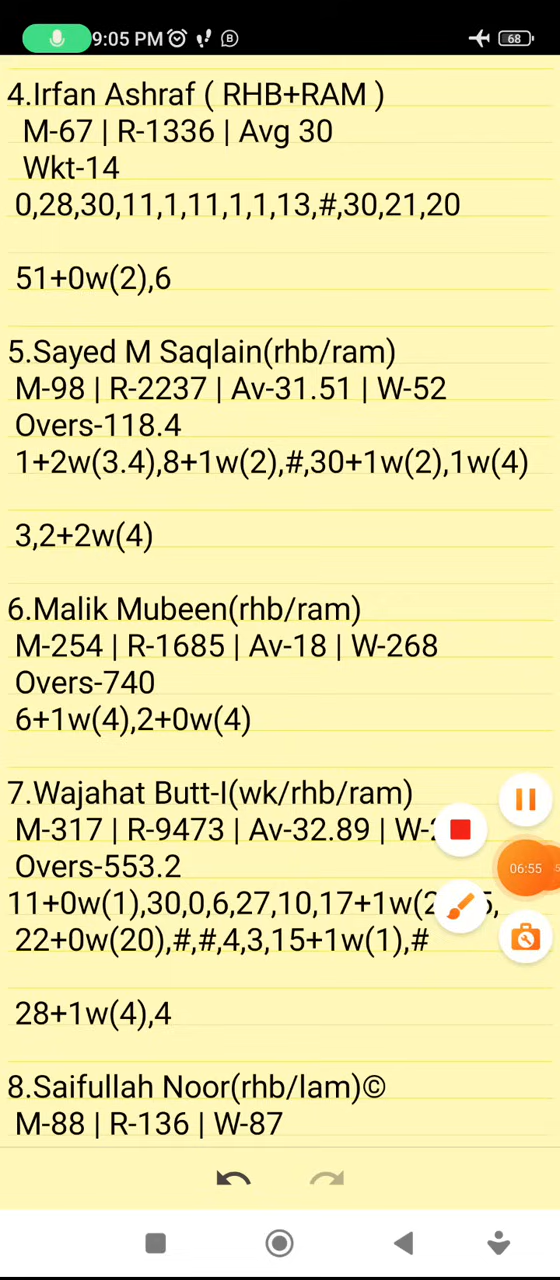 9:05 PM
68
4.Irfan Ashraf ( RHB+RAM )
M-67 | R-1336 | Avg 30
Wkt-14
0,28,30,11,1,11,1,1,13,#,30,21,20
51+0w(2),6
5.Sayed M Saqlain(rhb/ram)
M-98 | R-2237 | Av-31.51 | W-52
Overs-118.4
1+2w(3.4),8+1w(2),#,30+1w(2),1w(4)
3,2+2w(4)
6.Malik Mubeen(rhb/ram)
M-254 | R-1685 | Av-18 | W-268
Overs-740
6+1w(4),2+0w(4)
7.Wajahat Butt-I(wk/rhb/ram)
M-317 | R-9473 | Av-32.89 | W-
Overs-553.2
06:55
11+0w(1),30,0,6,27,10,17+1w(2
22+0w(20),#,#,4,3,15+1w(1),#
28+1w(4),4
8.Saifullah Noor(rhb/lam)©
M-88 | R-136 | W-87